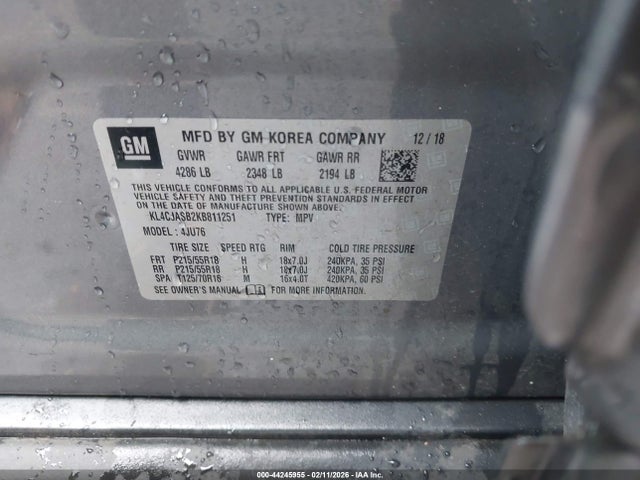 GM
MFD BY GM KOREA COMPANY 12/18
GVWR GAWR FRT GAWR RR
4286 LB 2348 LB 2194 LB
THIS VEHICLE CONFORMS TO ALL APPLICABLE U.S. FEDERAL MOTOR
VEHICLE SAFETY AND THEFT PREVENTION STANDARDS IN EFFECT
ON THE DATE OF MANUFACTURE SHOWN ABOVE.
KL4CJASB2KB811251 TYPE: MPV
MODEL: 4JU76
TIRE SIZE SPEED RTG RIM COLD TIRE PRESSURE
FRT P215/55R18 H 18x7.0J 240KPA, 35 PSI
RR P215/55R18 H 18x7.0J 240KPA, 35 PSI
SPA T125/70R16 M 16x4.0T 420KPA, 60 PSI
SEE OWNER'S MANUAL FOR MORE INFORMATION.
000-44245955 - 02/11/2026 - COPYRIGHT IAA, LLC.